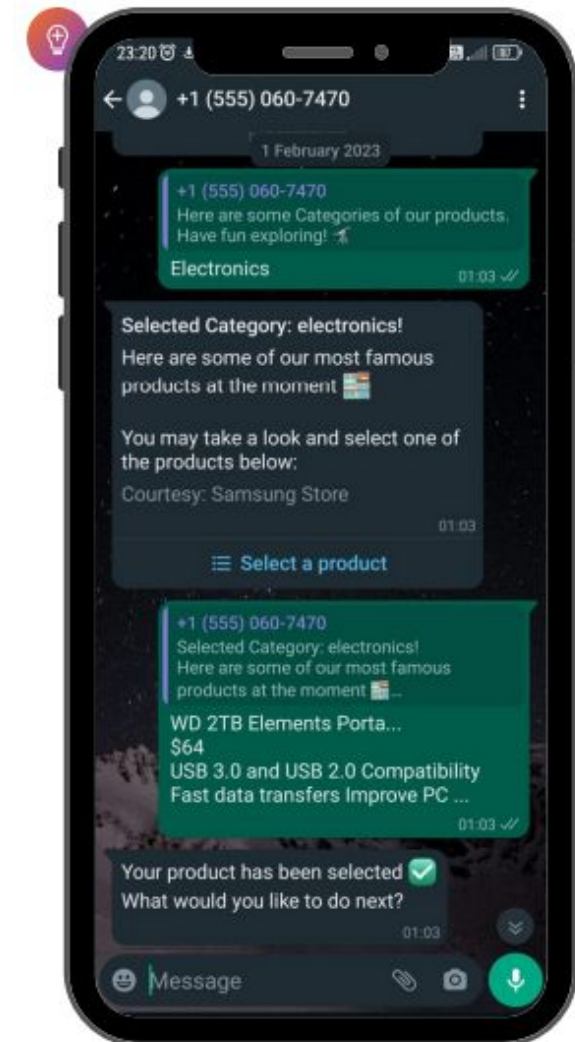 23:20
+1 (555) 060-7470
1 February 2023
+1 (555) 060-7470
Here are some Categories of our products.
Have fun exploring!
Electronics
01:03
Selected Category: electronics!
Here are some of our most famous
products at the moment
You may take a look and select one of
the products below:
Courtesy: Samsung Store
01:03
Select a product
+1 (555) 060-7470
Selected Category: electronics!
Here are some of our most famous
products at the moment ...
WD 2TB Elements Porta...
$64
USB 3.0 and USB 2.0 Compatibility
Fast data transfers Improve PC ...
01:03
Your product has been selected ✅
What would you like to do next?
01:03
Message